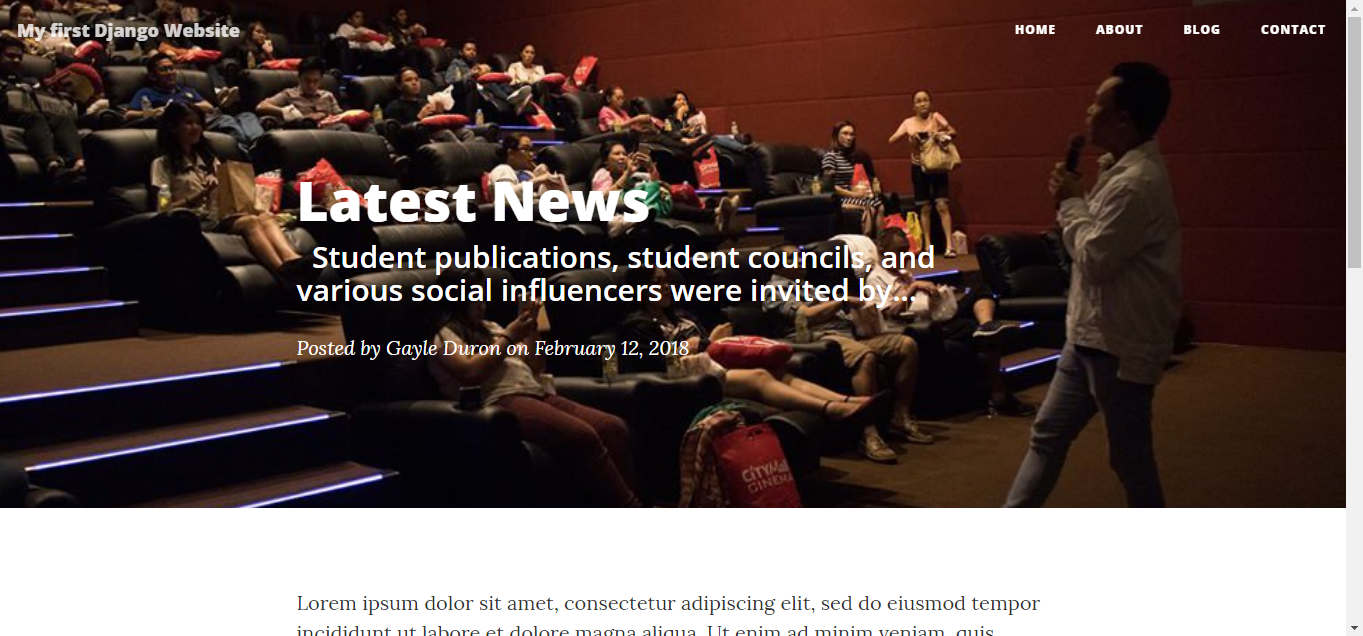 My first Django Website
HOME ABOUT BLOG CONTACT
Latest News
Student publications, student councils, and
various social influencers were invited by...
Posted by Gayle Duron on February 12, 2018
CITYMall
CINEMA
Lorem ipsum dolor sit amet, consectetur adipiscing elit, sed do eiusmod tempor
incididunt ut labore et dolore magna aliqua. Ut enim ad minim veniam, quis